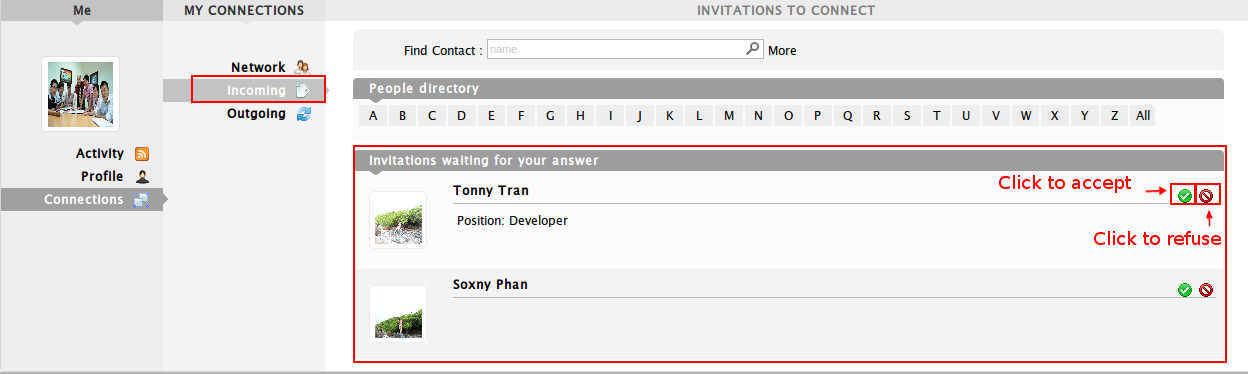 Me
MY CONNECTIONS
INVITATIONS TO CONNECT
Network
Incoming
Outgoing
Activity
Profile
Connections
Find Contact : name More
People directory
A B C D E F G H I J K L M N O P Q R S T U V W X Y Z All
Invitations waiting for your answer
Tonny Tran
Click to accept
Position: Developer
Click to refuse
Soxny Phan